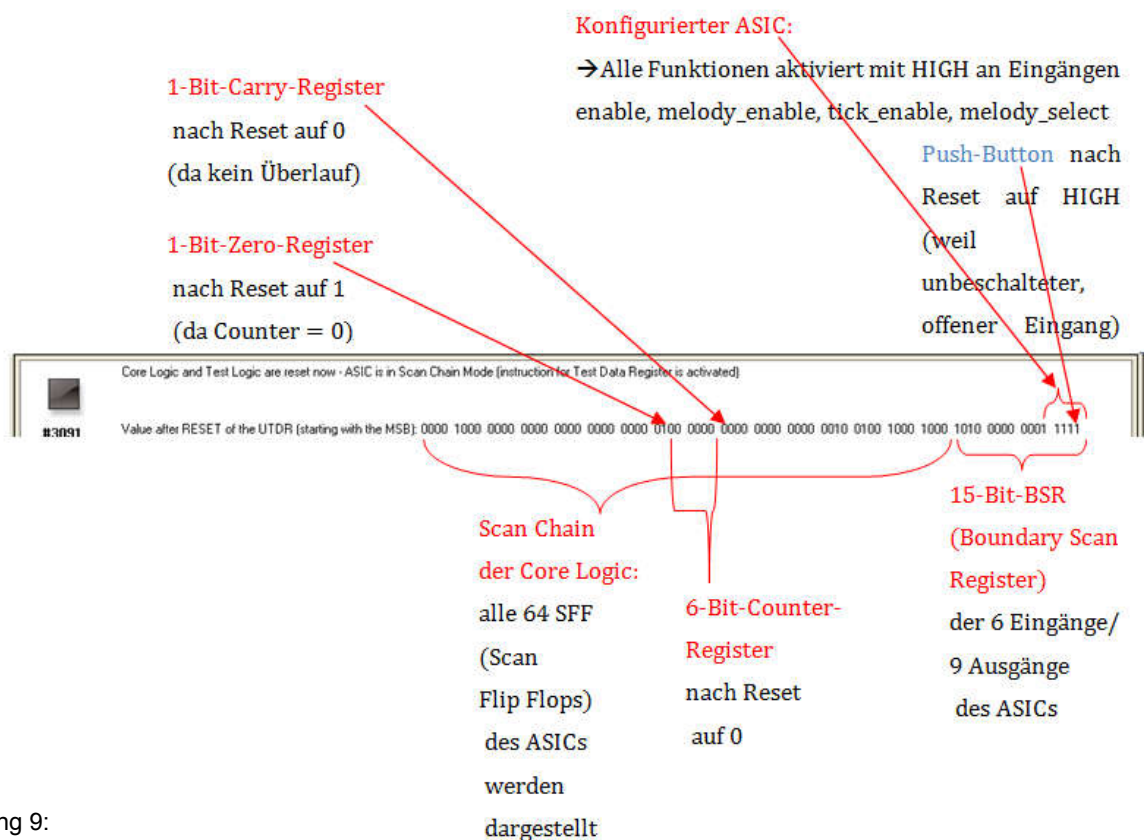 Konfigurierter ASIC:
→Alle Funktionen aktiviert mit HIGH an Eingängen
enable, melody_enable, tick_enable, melody_select
1-Bit-Carry-Register
nach Reset auf 0
(da kein Überlauf)
Push-Button nach
Reset auf HIGH
(weil
unbeschalteter,
offener Eingang)
1-Bit-Zero-Register
nach Reset auf 1
(da Counter = 0)
Core Logic and Test Logic are reset now - ASIC is in Scan Chain Mode (instruction for Test Data Register is activated)
#3091
Value after RESET of the UTDR (starting with the MSB): 0000 1000 0000 0000 0000 0000 0000 0100 0000 0000 0000 0000 0010 0100 1000 1000 1010 0000 0001 1111
Scan Chain
der Core Logic:
alle 64 SFF
(Scan
Flip Flops)
des ASICs
werden
dargestellt
6-Bit-Counter-
Register
nach Reset
auf 0
15-Bit-BSR
(Boundary Scan
Register)
der 6 Eingänge/
9 Ausgänge
des ASICs
ng 9: